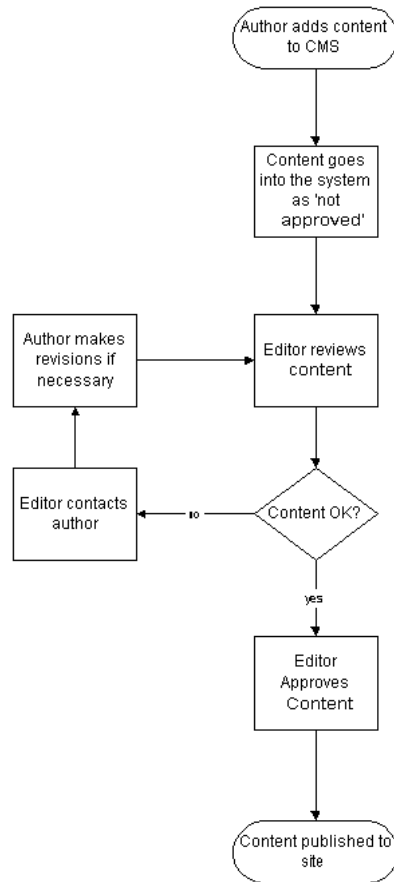 Author adds content
to CMS
Content goes
into the system
as 'not
approved'
Author makes
revisions if
necessary
Editor reviews
content
Editor contacts
author
no
Content OK?
yes
Editor
Approves
Content
Content published to
site